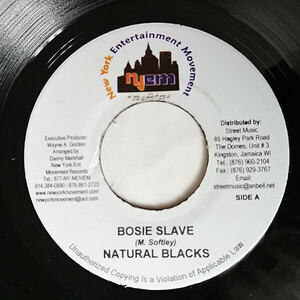 New York Entertainment Movement
nyem
Executive Producer:
Wayne A. Gordon
Arranged by
Danny Marshall
New York Ent.
Movement Records
Tel: 877-NY-MOVEM
914-384-0690 / 876-861-2723
www.newyorkmovement.com
newyorkmovement@aol.com
Distributed by:
Street Music
85 Hagley Park Road
The Domes, Unit # 3
Kingston, Jamaica WI
Tel: (876) 960-2104
Fax: (876) 929-3767
Email
streetmusic@anbell.net
SIDE A
BOSIE SLAVE
(M. Softley)
NATURAL BLACKS
Unauthorized Copying is a Violation of Applicable Law